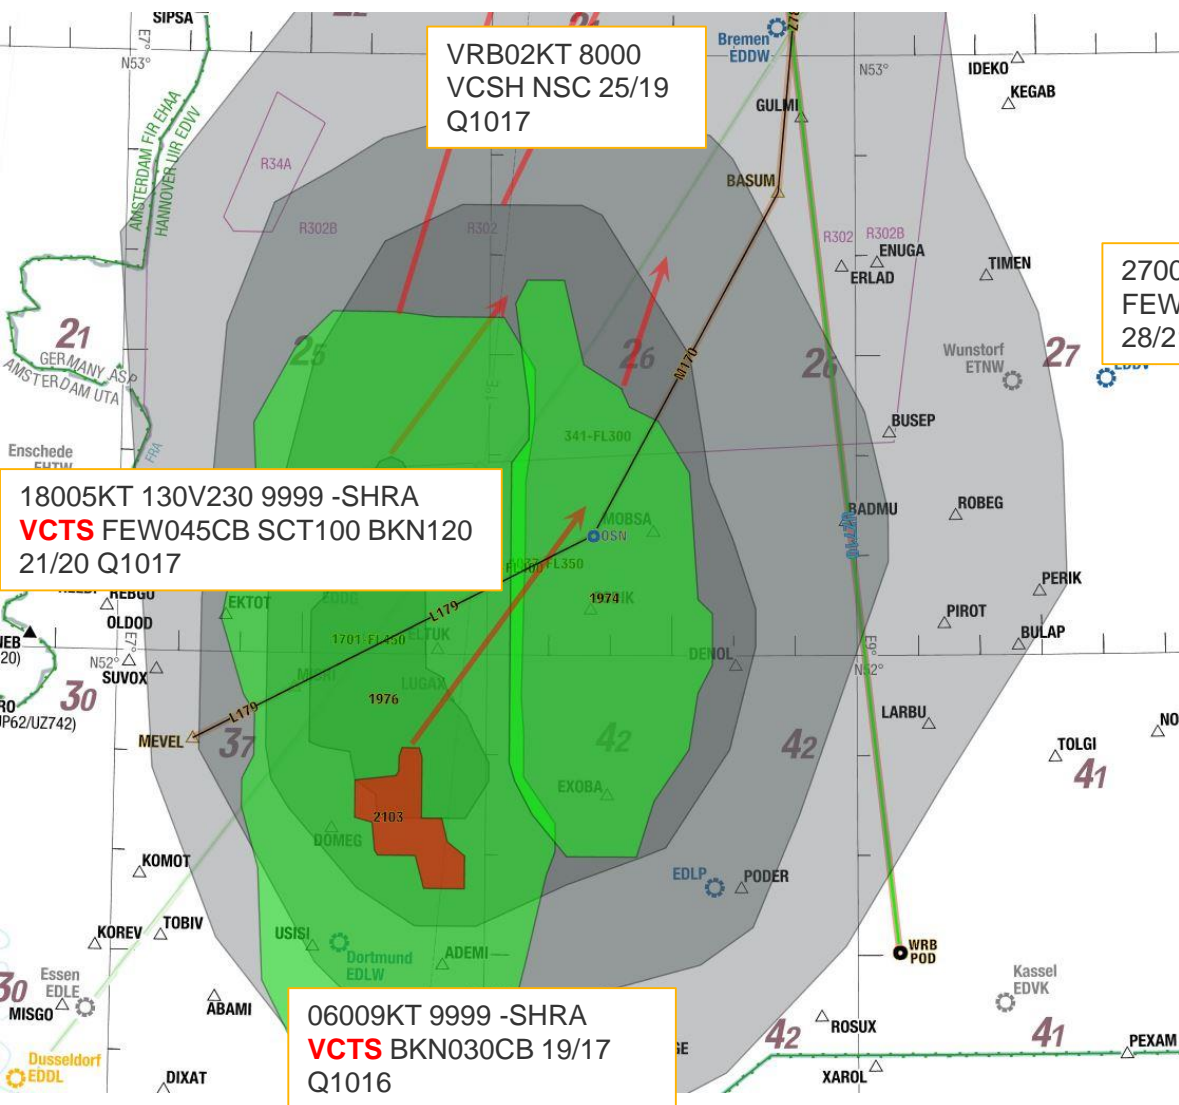 SIPSA
E7°
N53°
VRB02KT 8000
VCSH NSC 25/19
Q1017
Bremen
EDDW
N53°
IDEKO
KEGAB
GULMI
AMSTERDAM FIR EHAA
HANNOVER UIR EDVV
R34A
BASUM
R302B
R302
R302
R302B
ENUGA
ERLAD
TIMEN
2700
FEW
28/2
21
GERMANY ASP
AMSTERDAM UTA
25
26
M170
26
Wunstorf
ETNW
27
BUSEP
341-FL300
Enschede
FRA
18005KT 130V230 9999 -SHRA
VCTS FEW045CB SCT100 BKN120
21/20 Q1017
MOBSA
OSN
BADMU
ROBEG
REBGU
OLDOD
EKTOT
L179
1974
PERIK
PIROT
BULAP
1701-FL450
E7°
N52°
SUVOX
LUGAX
DENOL
E9°
N52°
30
1976
L179
MEVEL
37
42
42
LARBU
TOLGI
41
EXOBA
2103
DOMEG
KOMOT
EDLP
PODER
KOREV
TOBIV
USISI
Dortmund
EDLW
ADEMI
WRB
POD
30
Essen
EDLE
MISGO
ABAMI
Kassel
EDVK
06009KT 9999 -SHRA
VCTS BKN030CB 19/17
Q1016
ROSUX
42
41
PEXAM
Dusseldorf
EDDL
DIXAT
XAROL